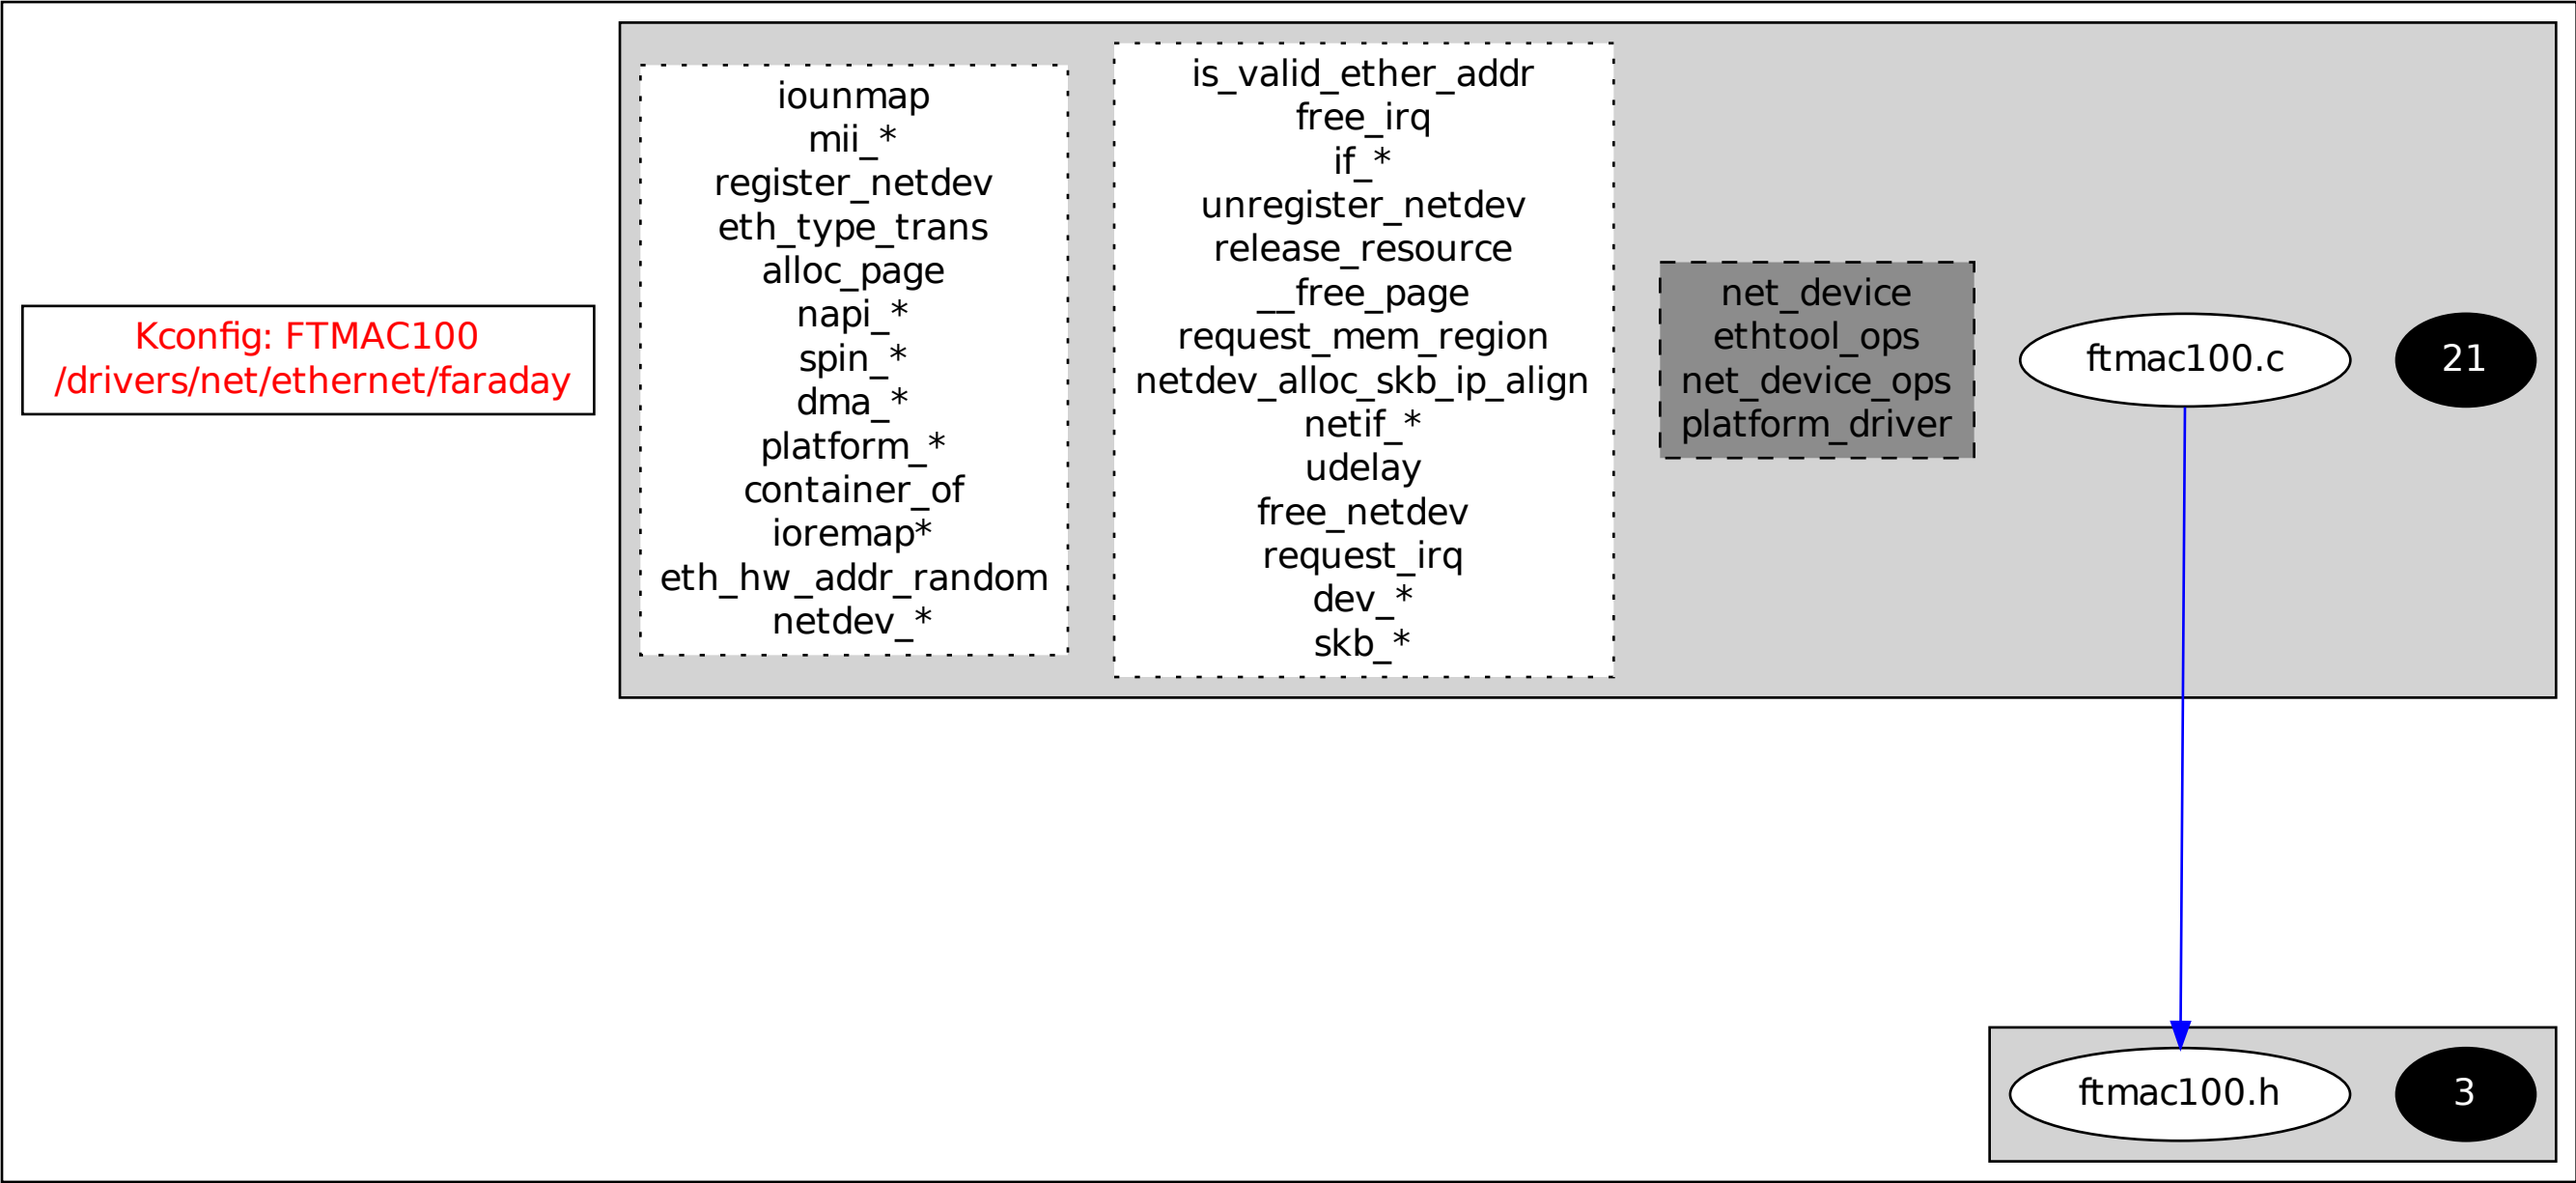 Kconfig: FTMAC100
/drivers/net/ethernet/faraday
iounmap
mii_*
register_netdev
eth_type_trans
alloc_page
napi_*
spin_*
dma_*
platform_*
container_of
ioremap*
eth_hw_addr_random
netdev_*
is_valid_ether_addr
free_irq
if_*
unregister_netdev
release_resource
__free_page
request_mem_region
netdev_alloc_skb_ip_align
netif_*
udelay
free_netdev
request_irq
dev_*
skb_*
net_device
ethtool_ops
net_device_ops
platform_driver
ftmac100.c
21
ftmac100.h
3